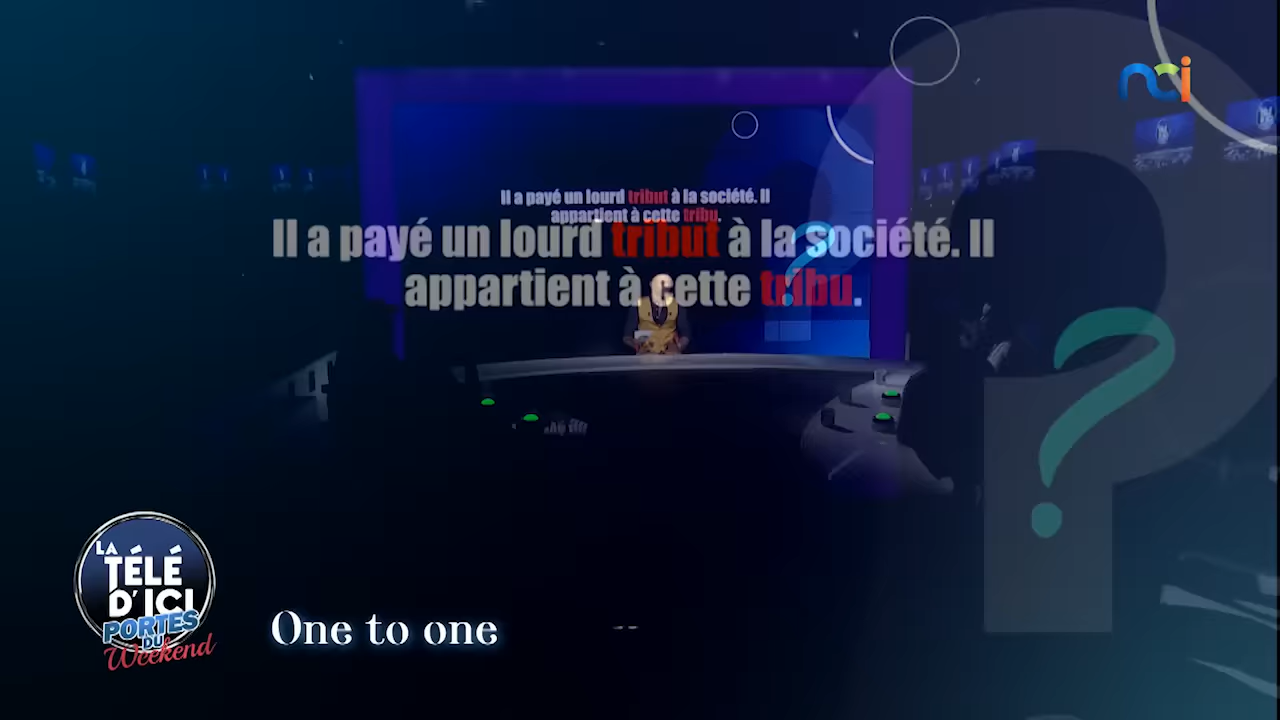 nci
Il a payé un lourd tribut à la société. Il
appartient à cette tribu.
Il a payé un lourd tribut à la société. Il
appartient à cette tribu.
LA
TÉLÉ
D'ICI
PORTES
DU
Weekend
One to one